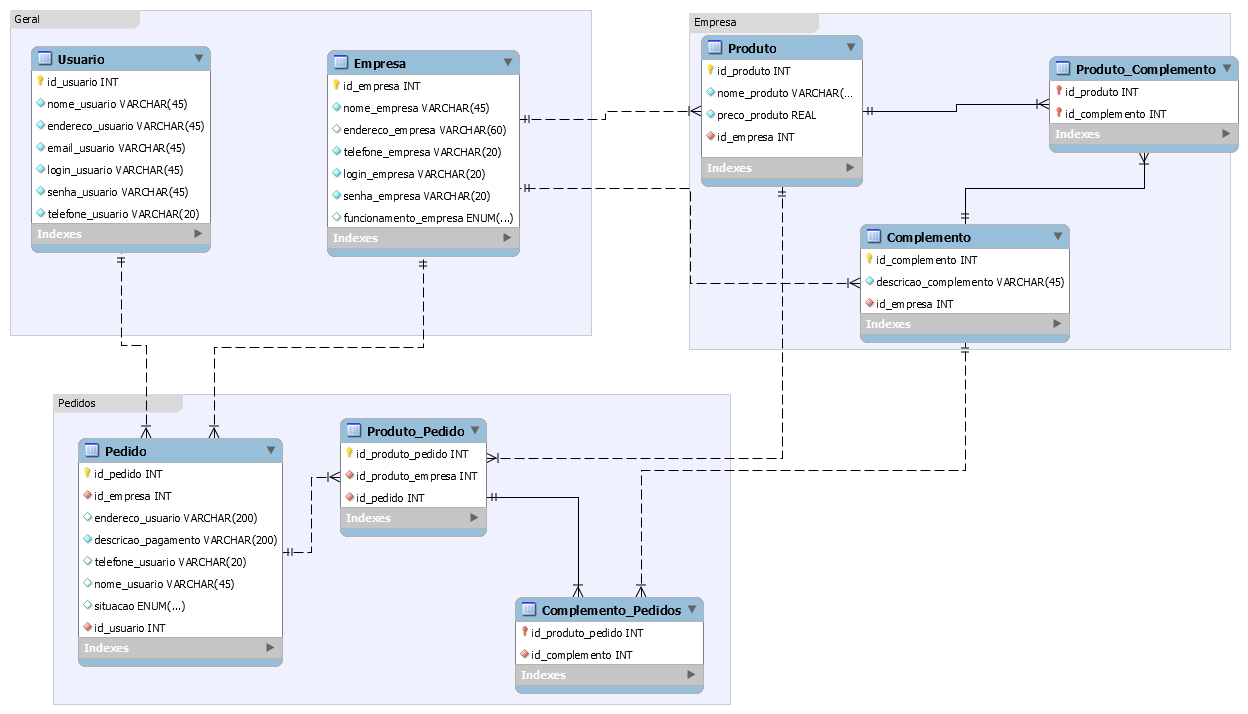 Geral
Usuario
id_usuario INT
nome_usuario VARCHAR(45)
endereco_usuario VARCHAR(45)
email_usuario VARCHAR(45)
login_usuario VARCHAR(45)
senha_usuario VARCHAR(45)
telefone_usuario VARCHAR(20)
Indexes
Empresa
id_empresa INT
nome_empresa VARCHAR(45)
endereco_empresa VARCHAR(60)
telefone_empresa VARCHAR(20)
login_empresa VARCHAR(20)
senha_empresa VARCHAR(20)
funcionamento_empresa ENUM(...)
Indexes
Empresa
Produto
id_produto INT
nome_produto VARCHAR(...
preco_produto REAL
id_empresa INT
Indexes
Produto_Complemento
id_produto INT
id_complemento INT
Indexes
Complemento
id_complemento INT
descricao_complemento VARCHAR(45)
id_empresa INT
Indexes
Pedidos
Pedido
id_pedido INT
id_empresa INT
endereco_usuario VARCHAR(200)
descricao_pagamento VARCHAR(200)
telefone_usuario VARCHAR(20)
nome_usuario VARCHAR(45)
situacao ENUM(...)
id_usuario INT
Indexes
Produto_Pedido
id_produto_pedido INT
id_produto_empresa INT
id_pedido INT
Indexes
Complemento_Pedidos
id_produto_pedido INT
id_complemento INT
Indexes